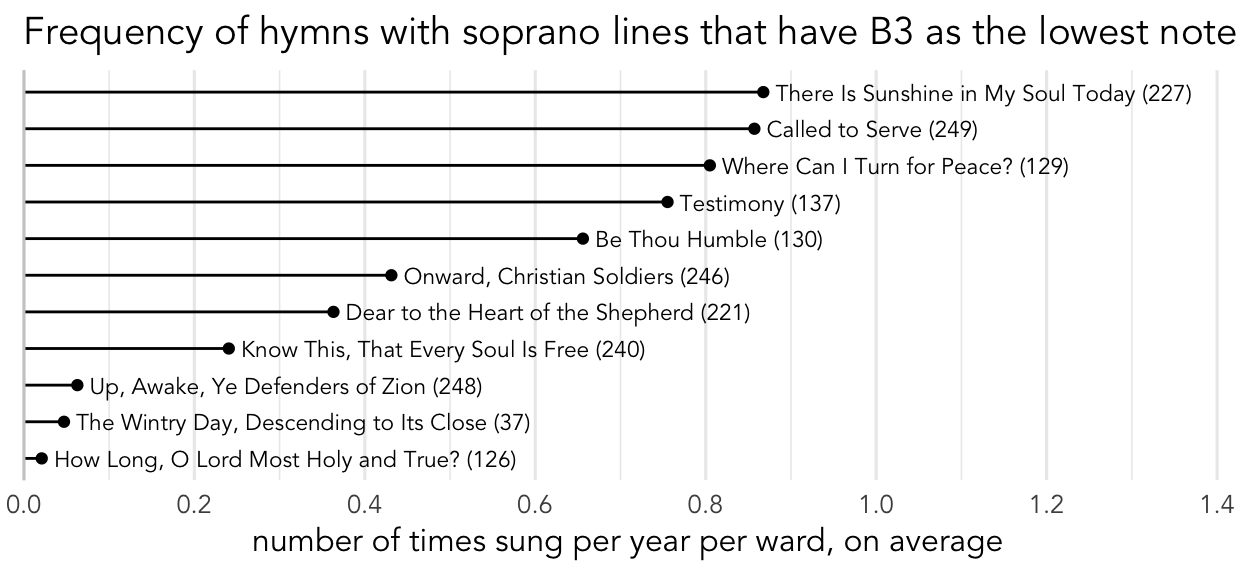 Frequency of hymns with soprano lines that have B3 as the lowest note
There Is Sunshine in My Soul Today (227)
Called to Serve (249)
Where Can I Turn for Peace? (129)
Testimony (137)
Be Thou Humble (130)
Onward, Christian Soldiers (246)
Dear to the Heart of the Shepherd (221)
Know This, That Every Soul Is Free (240)
Up, Awake, Ye Defenders of Zion (248)
The Wintry Day, Descending to Its Close (37)
How Long, O Lord Most Holy and True? (126)
0.0 0.2 0.4 0.6 0.8 1.0 1.2 1.4
number of times sung per year per ward, on average